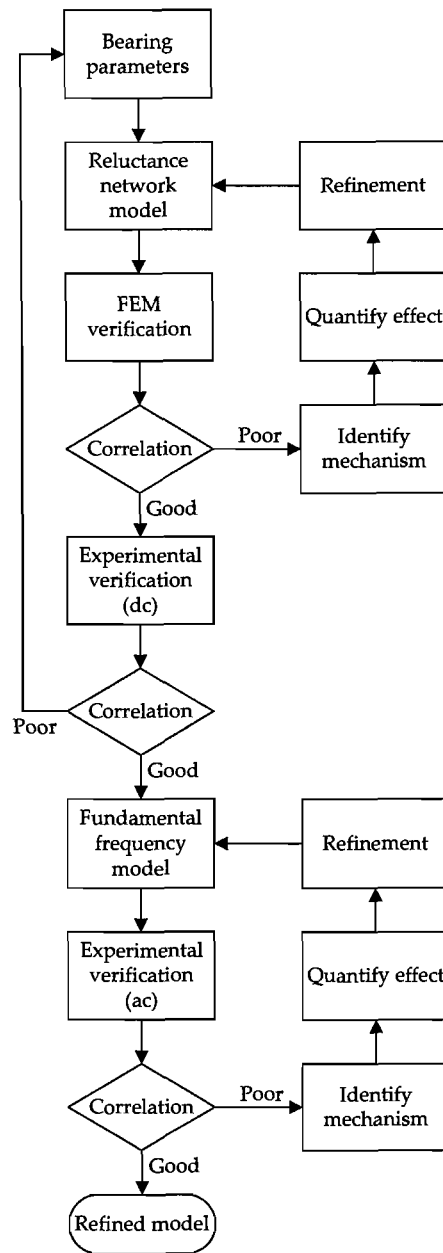 Bearing
parameters
Reluctance
network
model
Refinement
FEM
verification
Quantify effect
Correlation
Poor
Identify
mechanism
Good
Experimental
verification
(dc)
Correlation
Poor
Good
Fundamental
frequency
model
Refinement
Experimental
verification
(ac)
Quantify effect
Correlation
Poor
Identify
mechanism
Good
Refined model